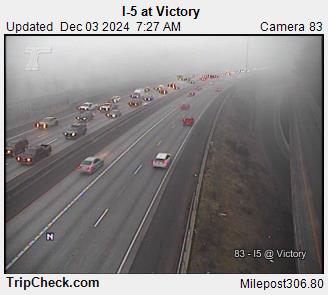 I-5 at Victory
Updated Dec 03 2024 7:27 AM Camera 83
T
N
83 - I5 @ Victory
TripCheck.com Milepost306.80